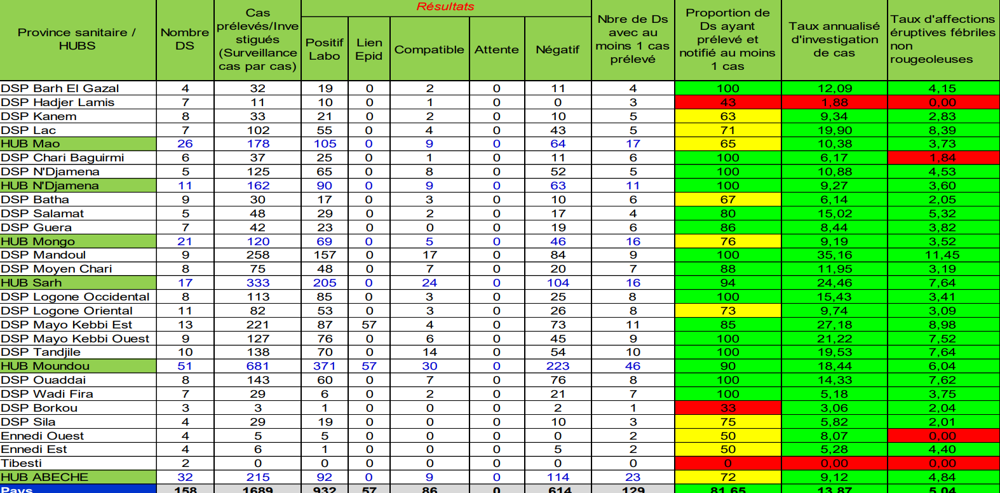 Province sanitaire / HUBS
Nombre DS
Cas prélevés/Inve stigués (Surveillance cas par cas)
Résultats
Positif Labo
Lien Epid
Compatible
Attente
Négatif
Nbre de Ds avec au moins 1 cas prélevé
Proportion de Ds ayant prélevé et notifié au moins 1 cas
Taux annualisé d'investigation de cas
Taux d'affections éruptives fébriles non rougeoleuses
DSP Barh El Gazal 4 32 19 0 2 0 11 4 100 12,09 4,15
DSP Hadjer Lamis 7 11 10 0 1 0 0 3 43 1,88 0,00
DSP Kanem 8 33 21 0 2 0 10 5 63 9,34 2,83
DSP Lac 7 102 55 0 4 0 43 5 71 19,90 8,39
HUB Mao 26 178 105 0 9 0 64 17 65 10,38 3,73
DSP Chari Baguirmi 6 37 25 0 1 0 11 6 100 6,17 1,84
DSP N'Djamena 5 125 65 0 8 0 52 5 100 10,88 4,53
HUB N'Djamena 11 162 90 0 9 0 63 11 100 9,27 3,60
DSP Batha 9 30 17 0 3 0 10 6 67 6,14 2,05
DSP Salamat 5 48 29 0 2 0 17 4 80 15,02 5,32
DSP Guera 7 42 23 0 0 0 19 6 86 8,44 3,82
HUB Mongo 21 120 69 0 5 0 46 16 76 9,19 3,52
DSP Mandoul 9 258 157 0 17 0 84 9 100 35,16 11,45
DSP Moyen Chari 8 75 48 0 7 0 20 7 88 11,95 3,19
HUB Sarh 17 333 205 0 24 0 104 16 94 24,46 7,64
DSP Logone Occidental 8 113 85 0 3 0 25 8 100 15,43 3,41
DSP Logone Oriental 11 82 53 0 3 0 26 8 73 9,74 3,09
DSP Mayo Kebbi Est 13 221 87 57 4 0 73 11 85 27,18 8,98
DSP Mayo Kebbi Ouest 9 127 76 0 6 0 45 9 100 21,22 7,52
DSP Tandjile 10 138 70 0 14 0 54 10 100 19,53 7,64
HUB Moundou 51 681 371 57 30 0 223 46 90 18,44 6,04
DSP Ouaddai 8 143 60 0 7 0 76 8 100 14,33 7,62
DSP Wadi Fira 7 29 6 0 2 0 21 7 100 5,18 3,75
DSP Borkou 3 3 1 0 0 0 2 1 33 3,06 2,04
DSP Sila 4 29 19 0 0 0 10 3 75 5,82 2,01
Ennedi Ouest 4 5 5 0 0 0 0 2 50 8,07 0,00
Ennedi Est 4 6 1 0 0 0 5 2 50 5,28 4,40
Tibesti 2 0 0 0 0 0 0 0 0 0,00 0,00
HUB ABECHE 32 215 92 0 9 0 114 23 72 9,12 4,84
Pays 158 1689 932 57 86 0 614 129 81,65 13,87 5,04